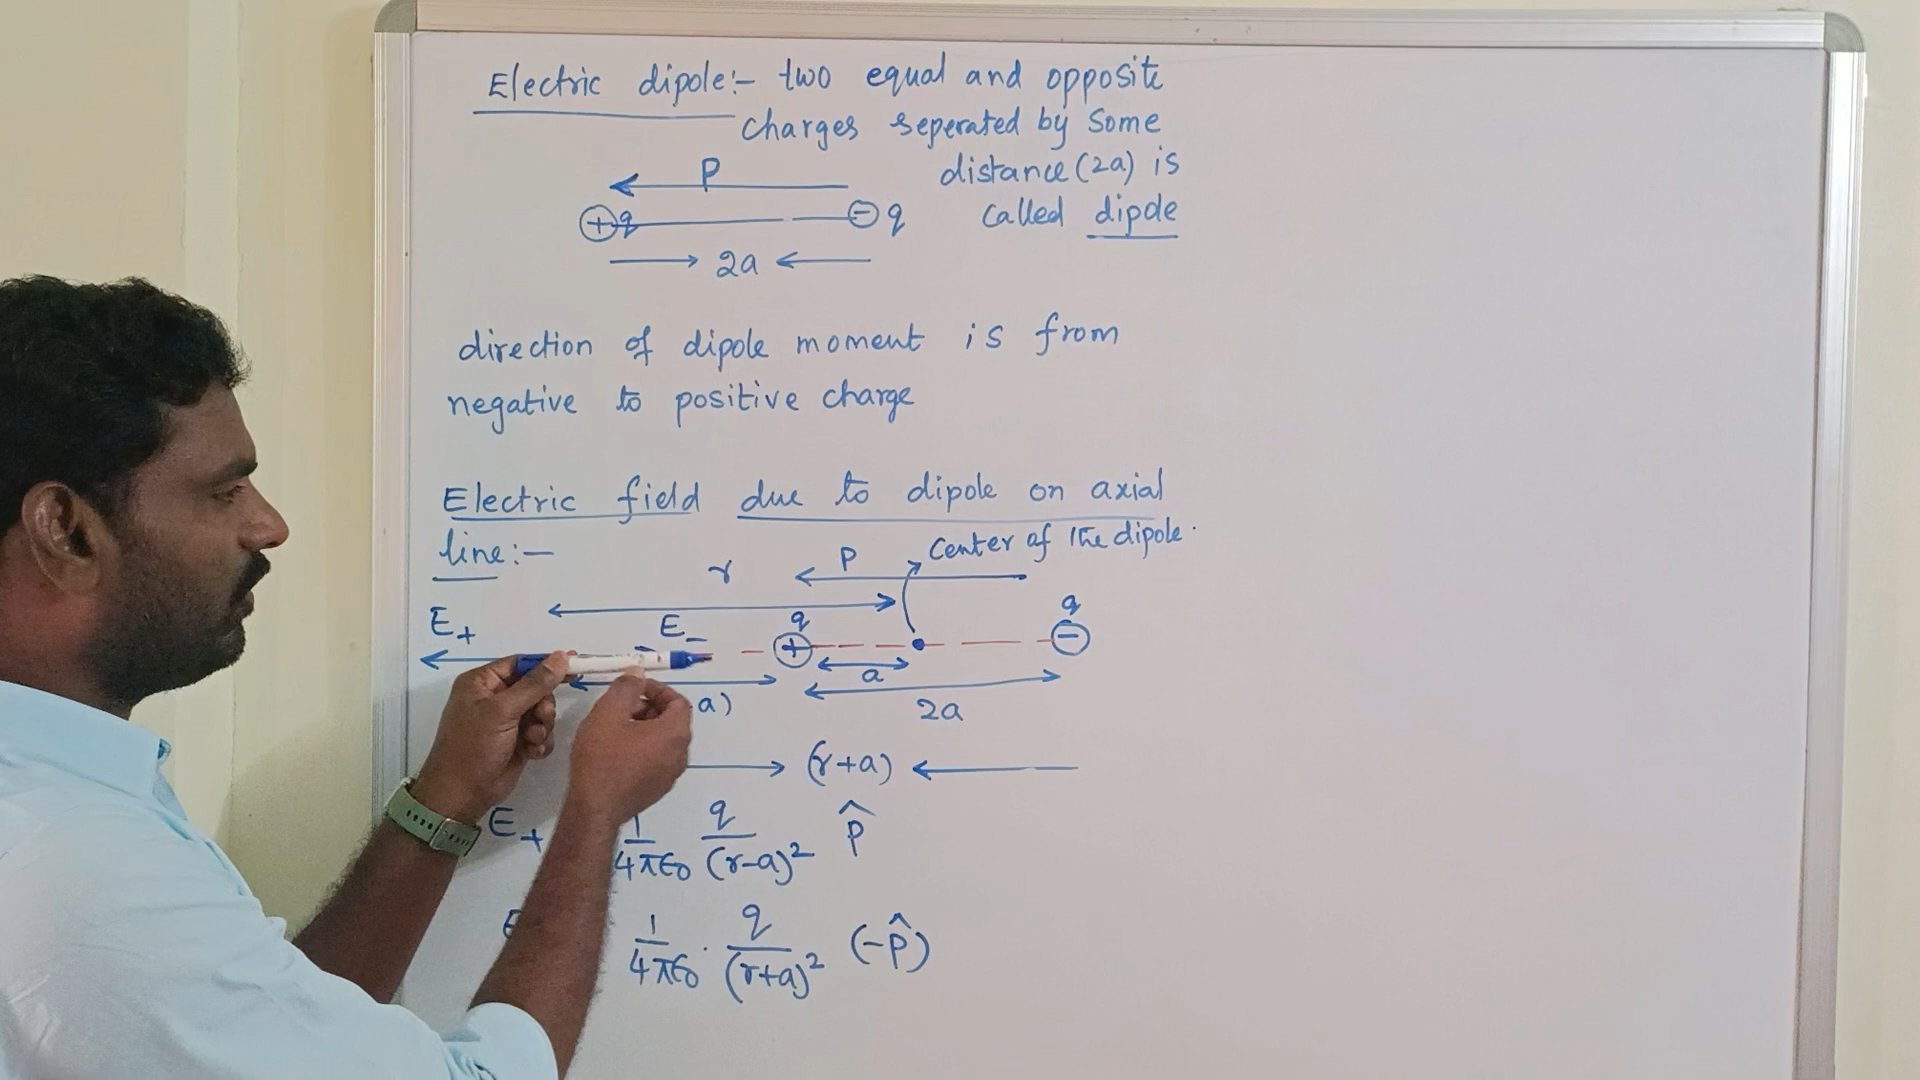 Electric dipole:- two equal and opposite
charges seperated by some
distance (2a) is
called dipole
P
+ q - q
2a
direction of dipole moment is from
negative to positive charge
Electric field due to dipole on axial
line:-
Center of the dipole.
r P
E₊ E₋ q q
+ -
a
a) 2a
(r+a)
E₊ 1/4πϵ₀ q/(r-a)² p̂
E 1/4πϵ₀ . q/(r+a)² (-p̂)